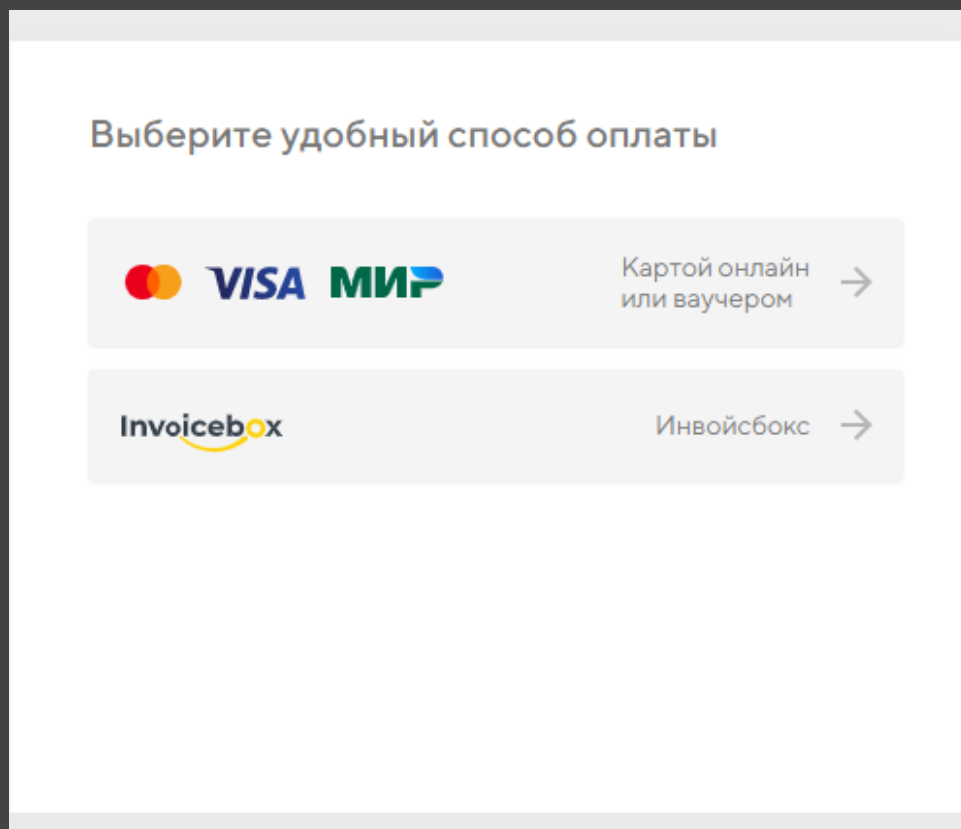 Выберите удобный способ оплаты
VISA МИР
Картой онлайн
или ваучером
Invoicebox
Инвойсбокс